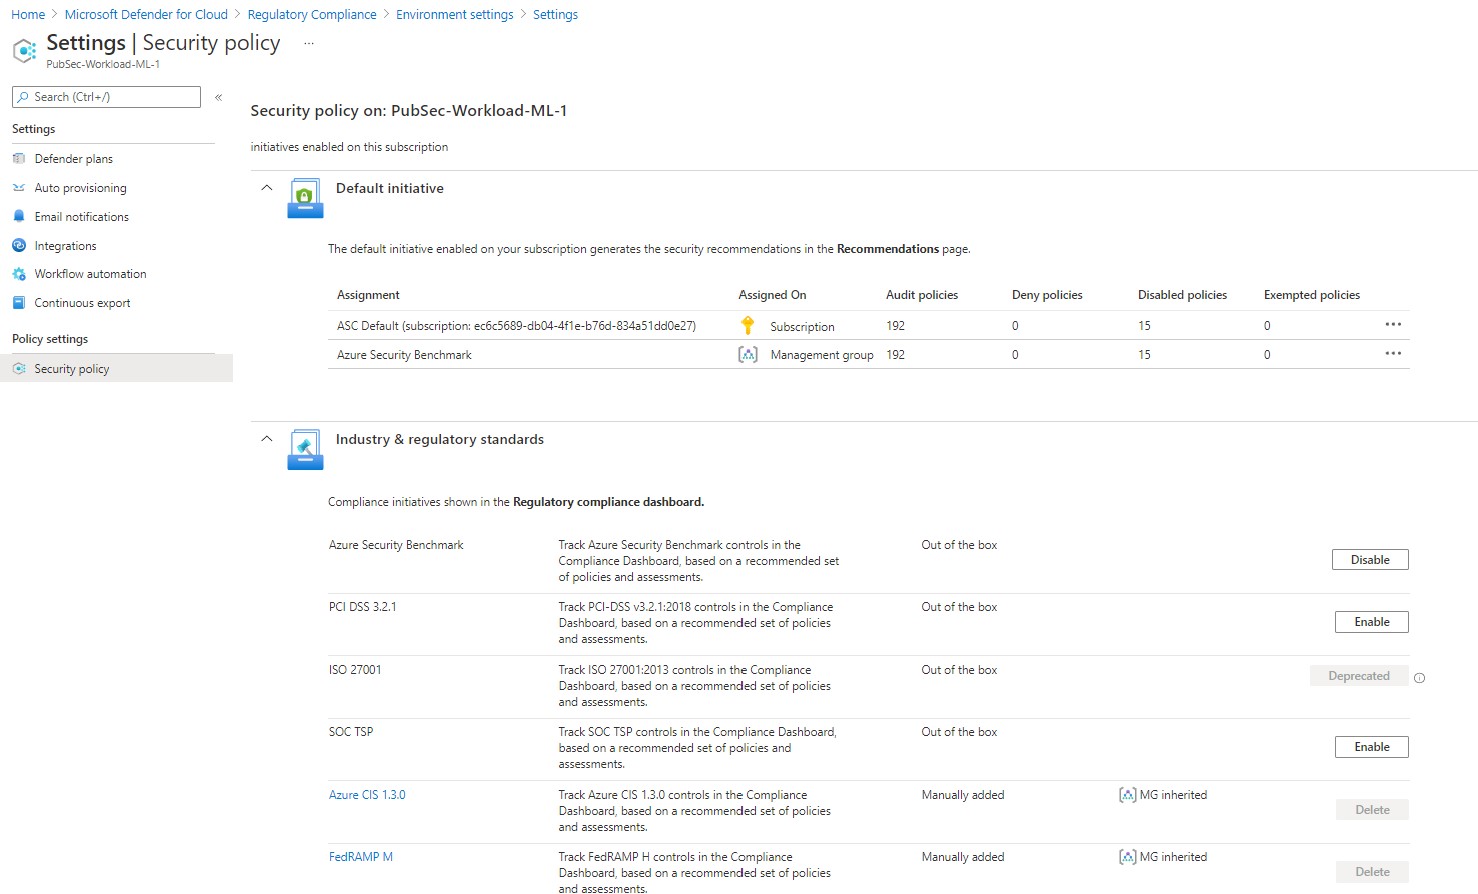 Home > Microsoft Defender for Cloud > Regulatory Compliance > Environment settings > Settings
Settings | Security policy ...
PubSec-Workload-ML-1
Search (Ctrl+/) «
Settings
Defender plans
Auto provisioning
Email notifications
Integrations
Workflow automation
Continuous export
Policy settings
Security policy
Security policy on: PubSec-Workload-ML-1
initiatives enabled on this subscription
Default initiative
The default initiative enabled on your subscription generates the security recommendations in the Recommendations page.
Assignment Assigned On Audit policies Deny policies Disabled policies Exempted policies
ASC Default (subscription: ec6c5689-db04-4f1e-b76d-834a51dd0e27) Subscription 192 0 15 0 ...
Azure Security Benchmark Management group 192 0 15 0 ...
Industry & regulatory standards
Compliance initiatives shown in the Regulatory compliance dashboard.
Azure Security Benchmark Track Azure Security Benchmark controls in the Out of the box
Compliance Dashboard, based on a recommended set Disable
of policies and assessments.
PCI DSS 3.2.1 Track PCI-DSS v3.2.1:2018 controls in the Compliance Out of the box
Dashboard, based on a recommended set of policies Enable
and assessments.
ISO 27001 Track ISO 27001:2013 controls in the Compliance Out of the box
Dashboard, based on a recommended set of policies Deprecated
and assessments.
SOC TSP Track SOC TSP controls in the Compliance Dashboard, Out of the box
based on a recommended set of policies and Enable
assessments.
Azure CIS 1.3.0 Track Azure CIS 1.3.0 controls in the Compliance Manually added MG inherited
Dashboard, based on a recommended set of policies Delete
and assessments.
FedRAMP M Track FedRAMP H controls in the Compliance Manually added MG inherited
Dashboard, based on a recommended set of policies Delete
and assessments.